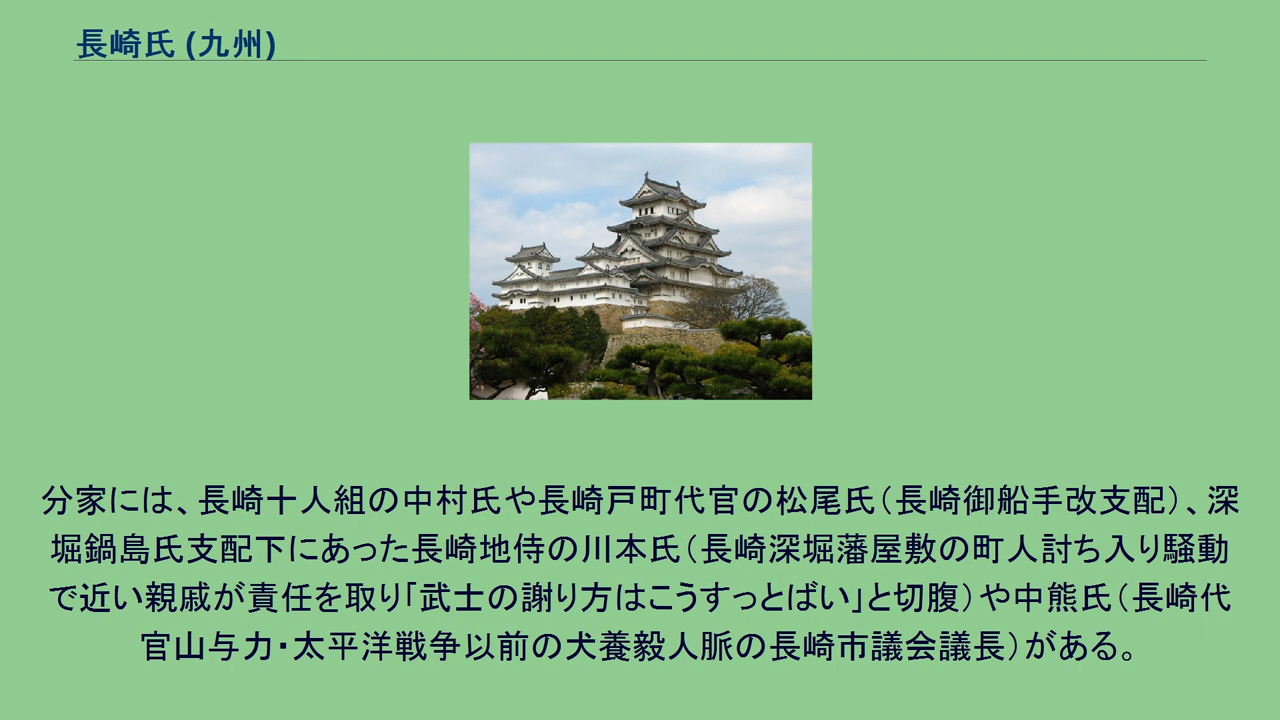 長崎氏 (九州)
分家には、長崎十人組の中村氏や長崎戸町代官の松尾氏(長崎御船手改支配)、深
堀鍋島氏支配下にあった長崎地侍の川本氏(長崎深堀藩屋敷の町人討ち入り騒動
で近い親戚が責任を取り「武士の謝り方はこうすっとばい」と切腹)や中熊氏(長崎代
官山与力・太平洋戦争以前の犬養毅人脈の長崎市議会議長)がある。